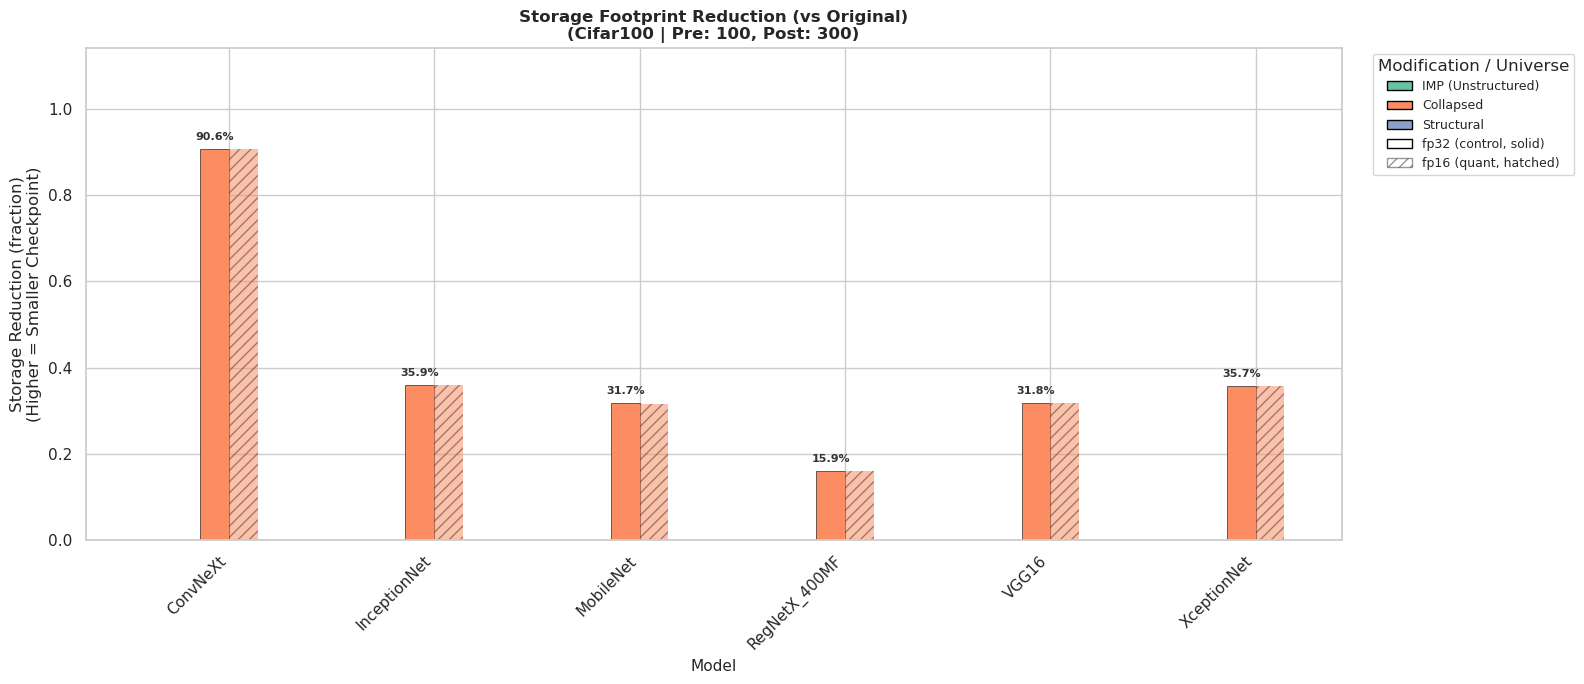 Storage Footprint Reduction (vs Original)
(Cifar100 | Pre: 100, Post: 300)
Storage Reduction (fraction)
(Higher = Smaller Checkpoint)
1.0
0.8
0.6
0.4
0.2
0.0
90.6%
35.9%
31.7%
15.9%
31.8%
35.7%
ConvNeXt
InceptionNet
MobileNet
RegNetX_400MF
VGG16
XceptionNet
Model
Modification / Universe
IMP (Unstructured)
Collapsed
Structural
fp32 (control, solid)
fp16 (quant, hatched)